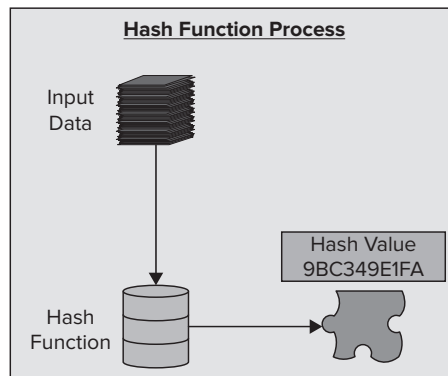 Hash Function Process
Input
Data
Hash Value
9BC349E1FA
Hash
Function